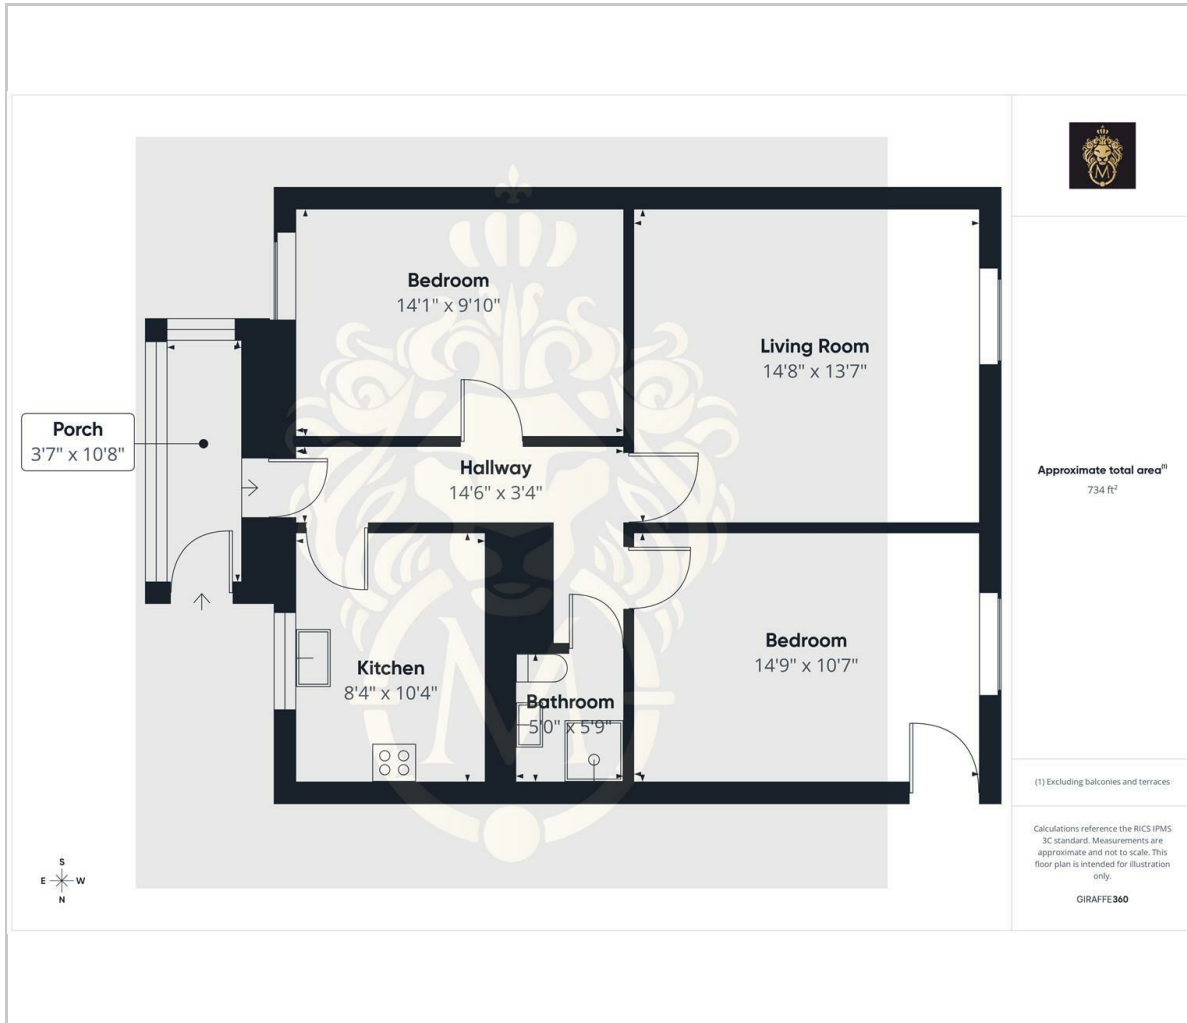 Bedroom
14'1" x 9'10"
Living Room
14'8" x 13'7"
Porch
3'7" x 10'8"
Hallway
14'6" x 3'4"
Kitchen
8'4" x 10'4"
Bathroom
5'0" x 5'9"
Bedroom
14'9" x 10'7"
S
E W
N
M
M
Approximate total area(1)
734 ft²
(1) Excluding balconies and terraces
Calculations reference the RICS IPMS
3C standard. Measurements are
approximate and not to scale. This
floor plan is intended for illustration
only.
GIRAFFE360